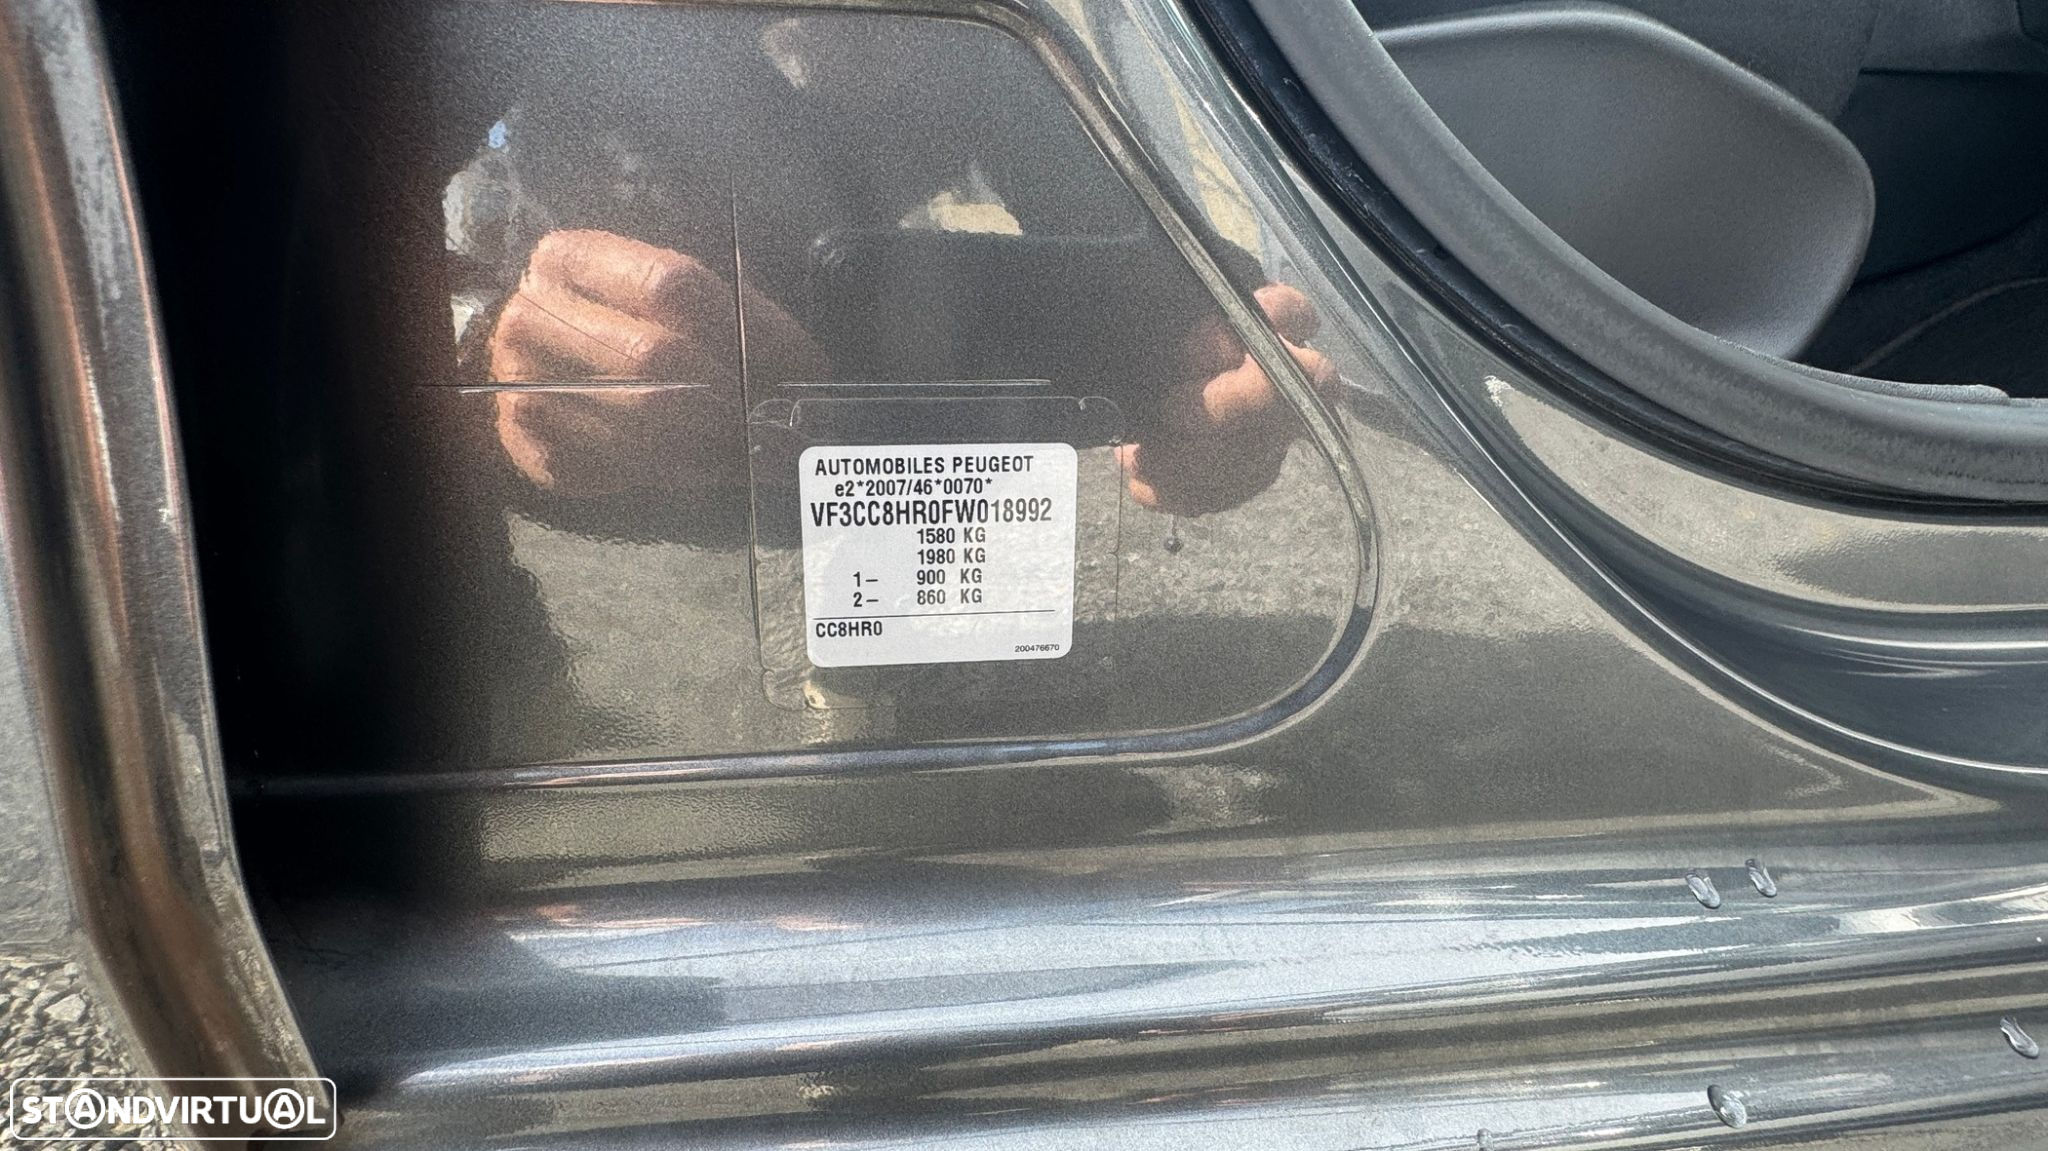 AUTOMOBILES PEUGEOT
e2*2007/46*0070*
VF3CC8HR0FW018992
1580 KG
1980 KG
1– 900 KG
2– 860 KG
CC8HR0
200476670
STANDVIRTUAL